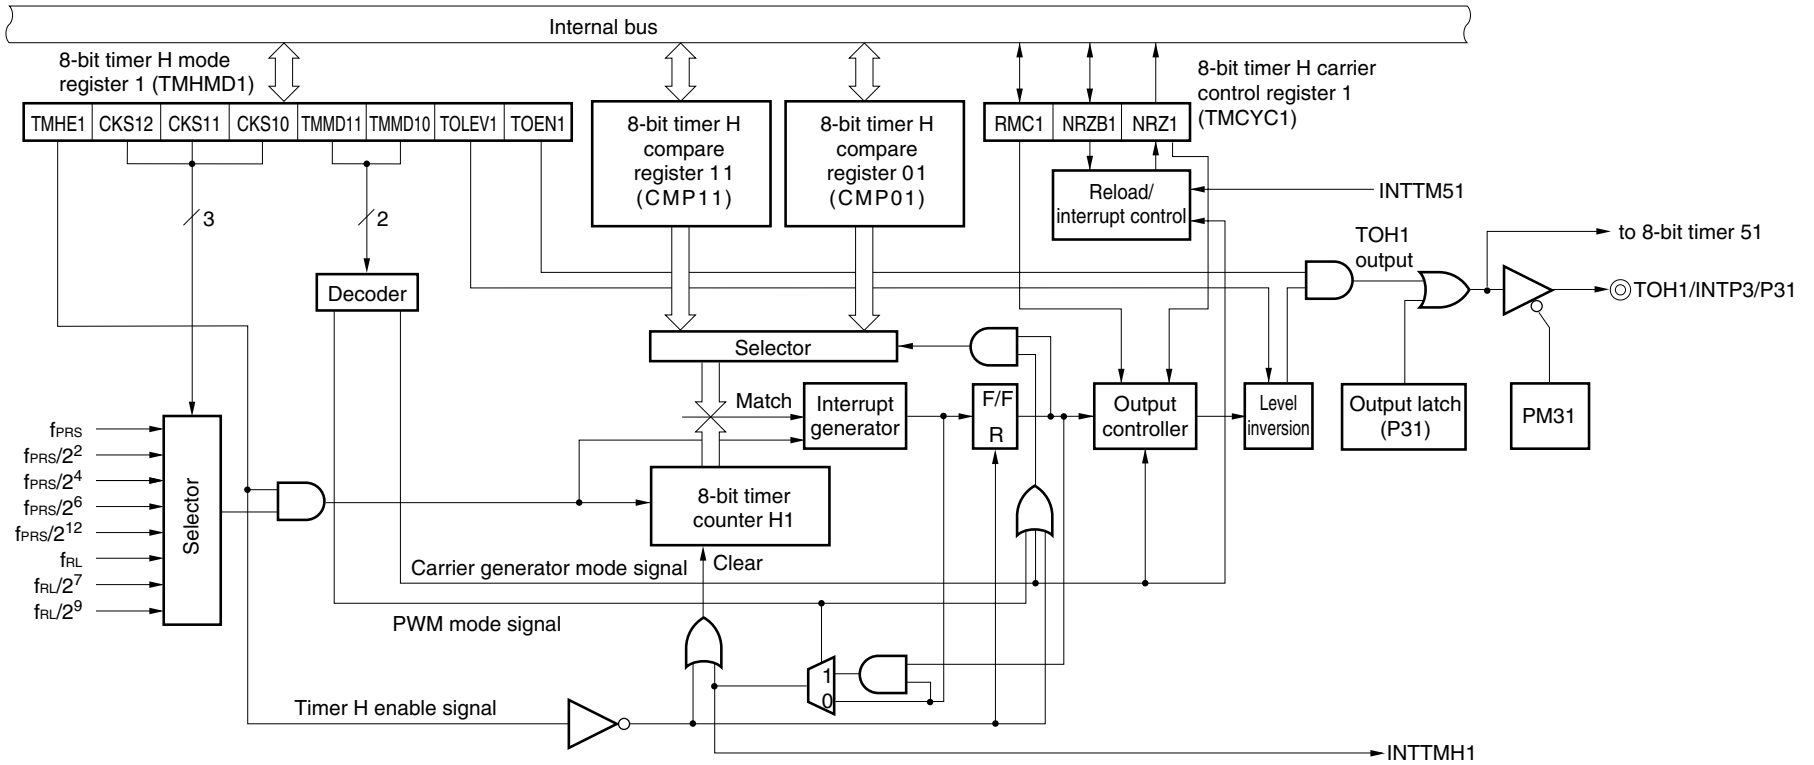 Internal bus
8-bit timer H mode
register 1 (TMHMD1)
8-bit timer H carrier
control register 1
(TMCYC1)
TMHE1 CKS12 CKS11 CKS10 TMMD11 TMMD10 TOLEV1 TOEN1
8-bit timer H
compare
register 11
(CMP11)
8-bit timer H
compare
register 01
(CMP01)
RMC1 NRZB1 NRZ1
Reload/
interrupt control
INTTM51
3
2
TOH1
output
to 8-bit timer 51
Decoder
TOH1/INTP3/P31
Selector
Match
Interrupt
generator
F/F
R
Output
controller
Level
inversion
Output latch
(P31)
PM31
fPRS
fPRS/2²
fPRS/2⁴
fPRS/2⁶
fPRS/2¹²
fRL
fRL/2⁷
fRL/2⁹
Selector
8-bit timer
counter H1
Clear
Carrier generator mode signal
PWM mode signal
1
0
Timer H enable signal
INTTMH1